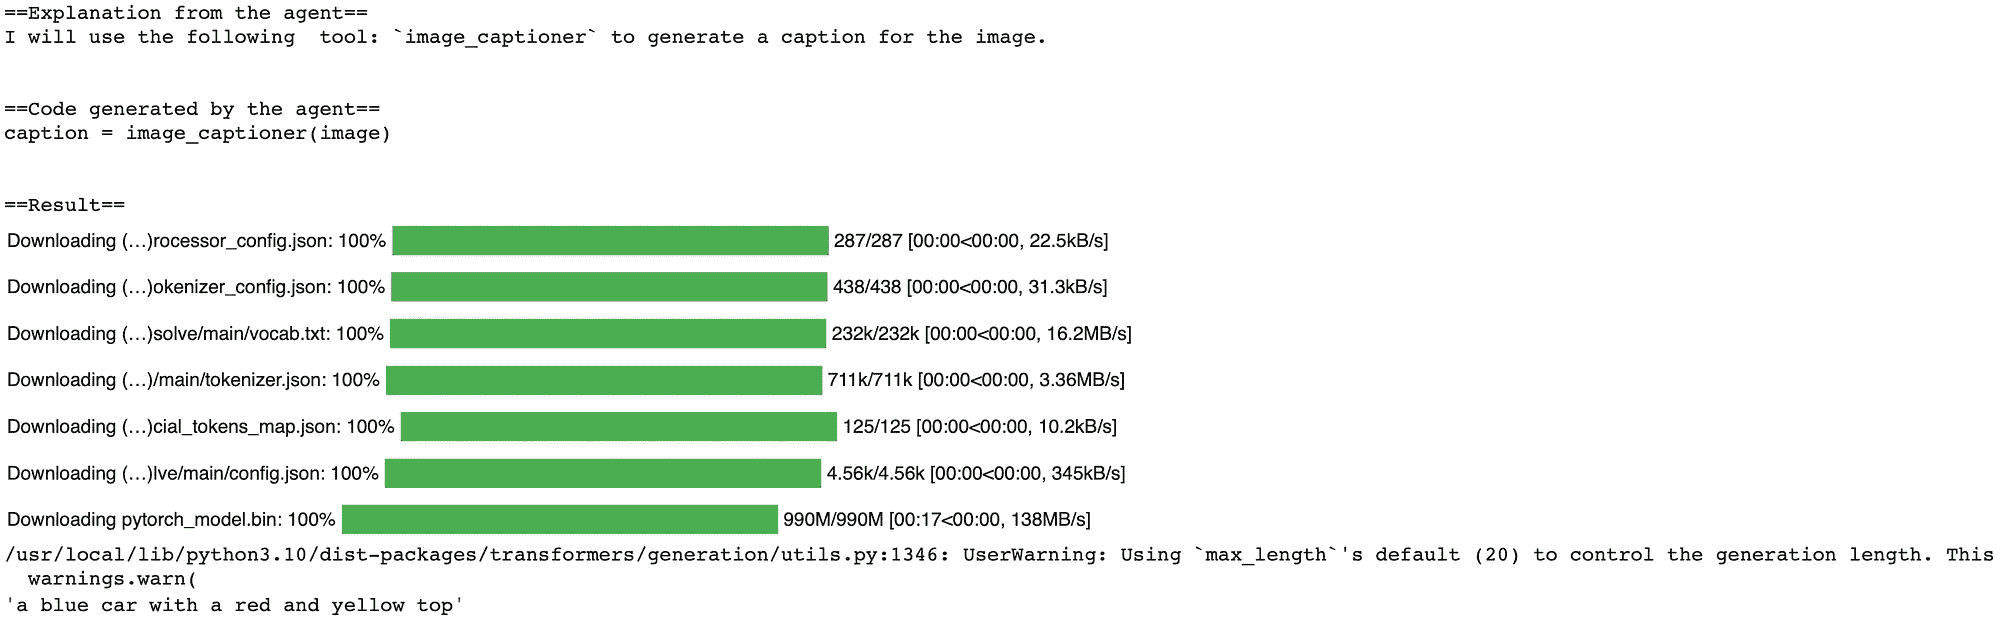 ==Explanation from the agent==
I will use the following  tool: `image_captioner` to generate a caption for the image.
==Code generated by the agent==
caption = image_captioner(image)
==Result==
Downloading (…)rocessor_config.json: 100% 287/287 [00:00<00:00, 22.5kB/s]
Downloading (…)okenizer_config.json: 100% 438/438 [00:00<00:00, 31.3kB/s]
Downloading (…)solve/main/vocab.txt: 100% 232k/232k [00:00<00:00, 16.2MB/s]
Downloading (…)/main/tokenizer.json: 100% 711k/711k [00:00<00:00, 3.36MB/s]
Downloading (…)cial_tokens_map.json: 100% 125/125 [00:00<00:00, 10.2kB/s]
Downloading (…)lve/main/config.json: 100% 4.56k/4.56k [00:00<00:00, 345kB/s]
Downloading pytorch_model.bin: 100% 990M/990M [00:17<00:00, 138MB/s]
/usr/local/lib/python3.10/dist-packages/transformers/generation/utils.py:1346: UserWarning: Using `max_length`'s default (20) to control the generation length. This
  warnings.warn(
'a blue car with a red and yellow top'